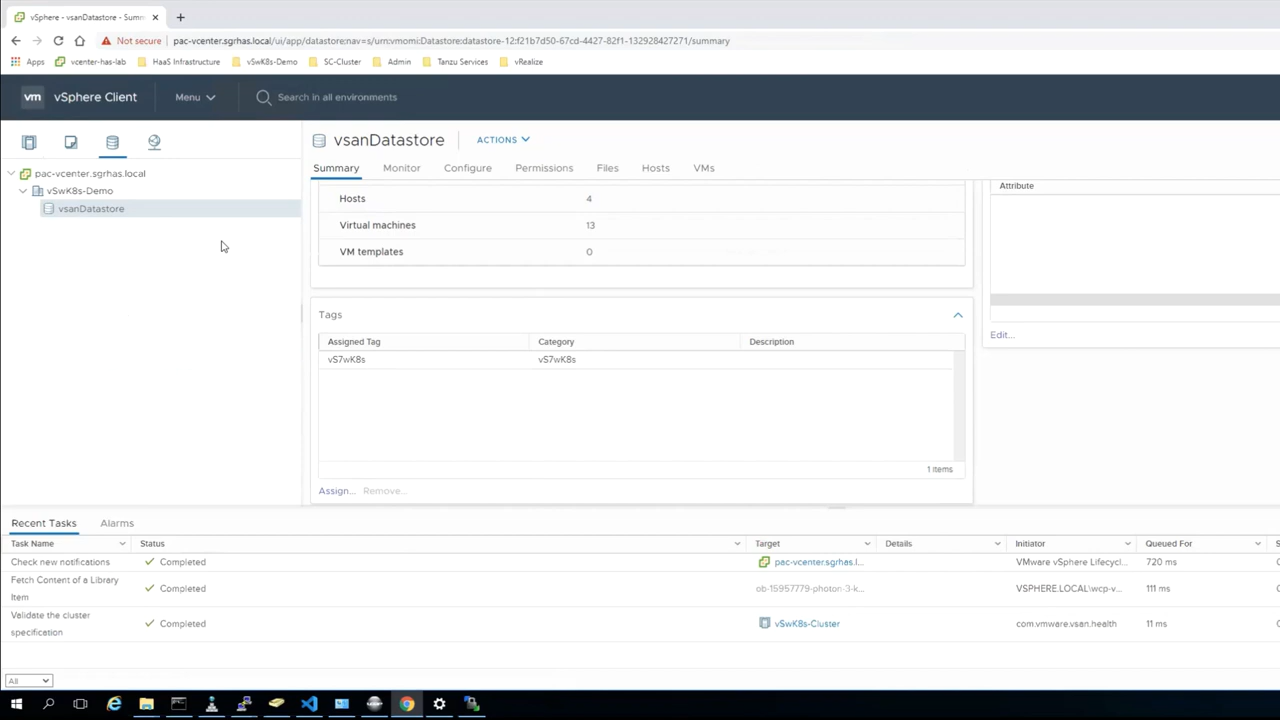 vSphere - vsanDatastore - Summ
Not secure
pac-vcenter.sgrhas.local/ui/app/datastore;nav=s/urn:vmomi:Datastore:datastore-12:f21b7d50-67cd-4427-82f1-132928427271/summary
Apps vcenter-has-lab HaaS Infrastructure vSwK8s-Demo SC-Cluster Admin Tanzu Services vRealize
vm vSphere Client Menu Search in all environments
vsanDatastore ACTIONS
Summary Monitor Configure Permissions Files Hosts VMs
pac-vcenter.sgrhas.local
vSwK8s-Demo
vsanDatastore
Hosts 4
Virtual machines 13
VM templates 0
Attribute
Edit...
Tags
Assigned Tag Category Description
vS7wK8s vS7wK8s
1 items
Assign... Remove...
Recent Tasks Alarms
Task Name Status Target Details Initiator Queued For S
Check new notifications Completed pac-vcenter.sgrhas.l... VMware vSphere Lifecycl... 720 ms
Fetch Content of a Library
Item Completed ob-15957779-photon-3-k... VSPHERE.LOCAL\wcp-v... 111 ms
Validate the cluster
specification Completed vSwK8s-Cluster com.vmware.vsan.health 11 ms
All